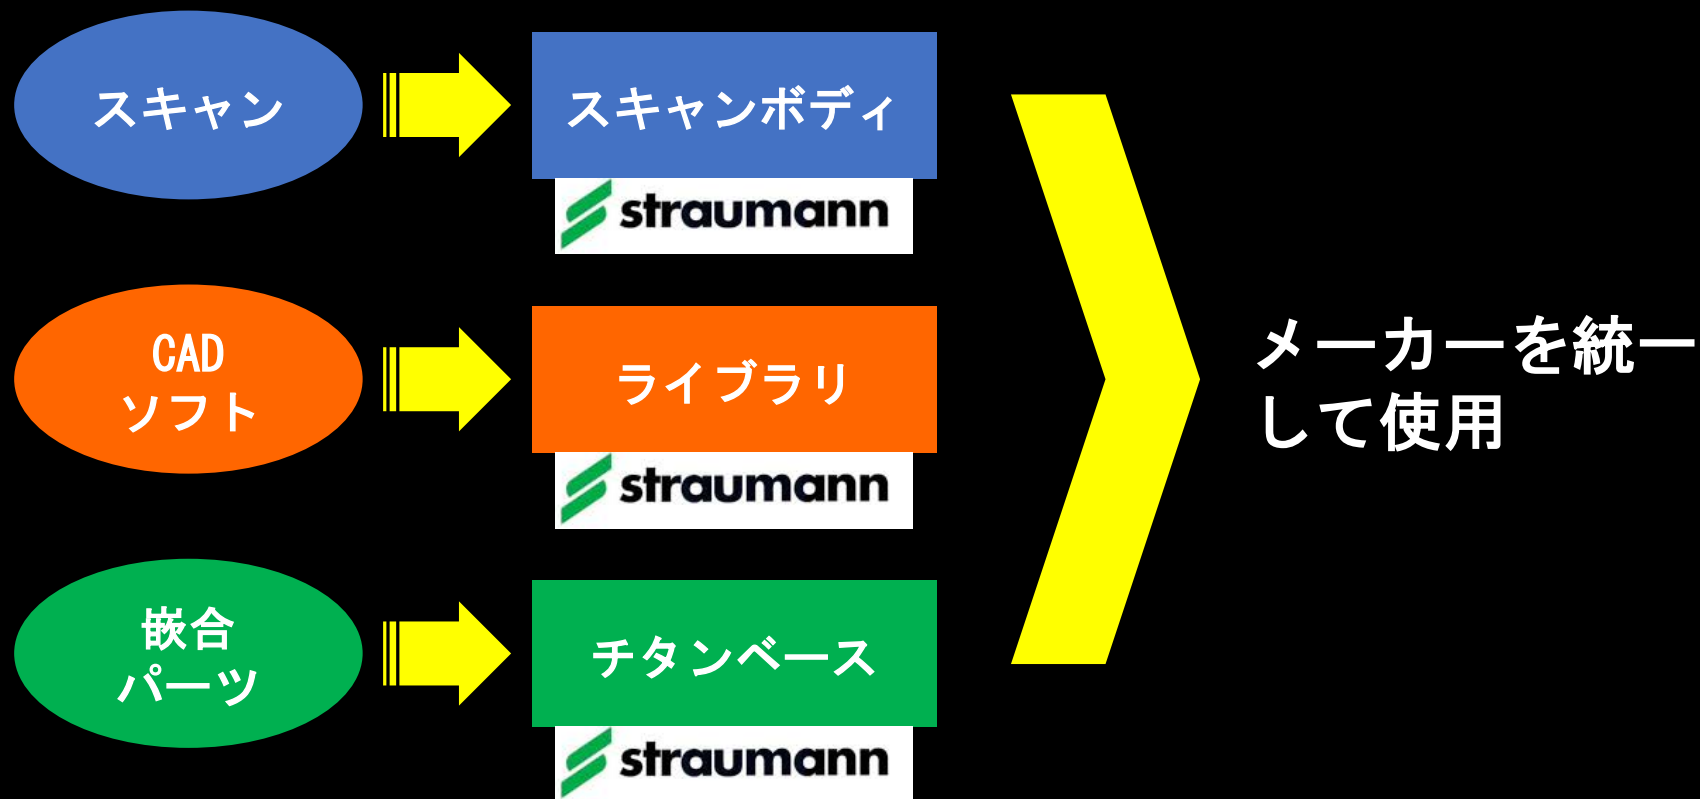 スキャン
スキャンボディ
straumann
CAD
ソフト
ライブラリ
straumann
嵌合
パーツ
チタンベース
straumann
メーカーを統一
して使用